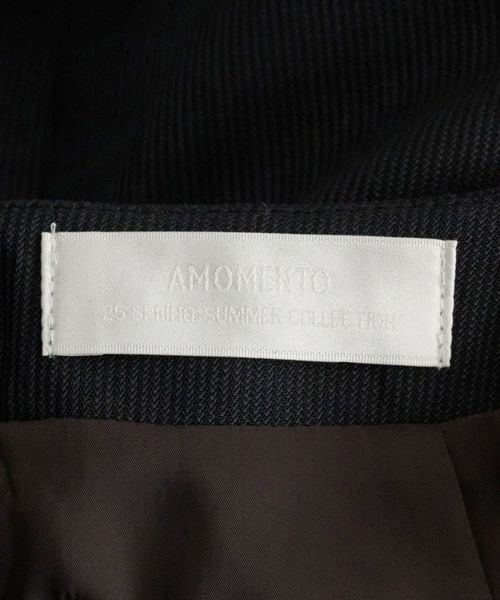 AMOMENTO
25 SPRING SUMMER COLLECTION